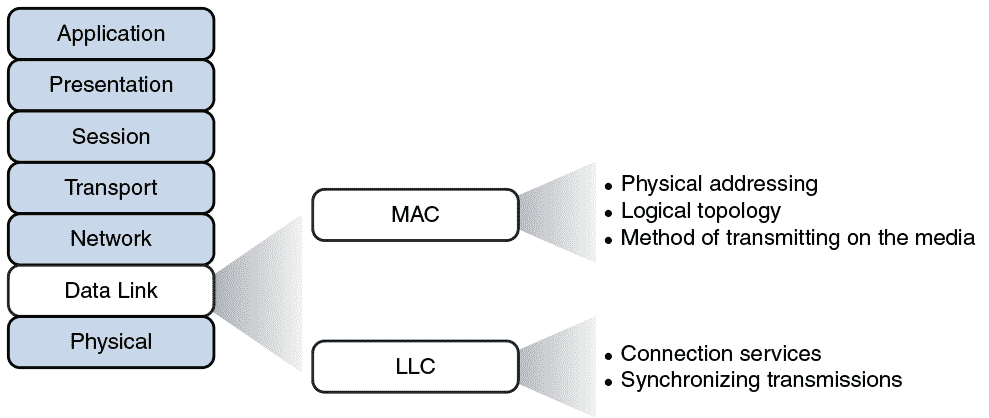 Application
Presentation
Session
Transport
Network
Data Link
Physical
MAC
• Physical addressing
• Logical topology
• Method of transmitting on the media
LLC
• Connection services
• Synchronizing transmissions